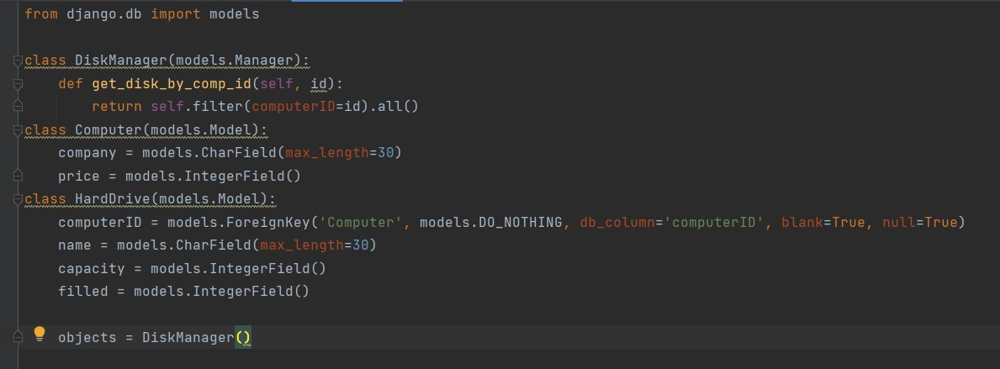 from django.db import models
class DiskManager(models.Manager):
    def get_disk_by_comp_id(self, id):
        return self.filter(computerID=id).all()
class Computer(models.Model):
    company = models.CharField(max_length=30)
    price = models.IntegerField()
class HardDrive(models.Model):
    computerID = models.ForeignKey('Computer', models.DO_NOTHING, db_column='computerID', blank=True, null=True)
    name = models.CharField(max_length=30)
    capacity = models.IntegerField()
    filled = models.IntegerField()
    objects = DiskManager()